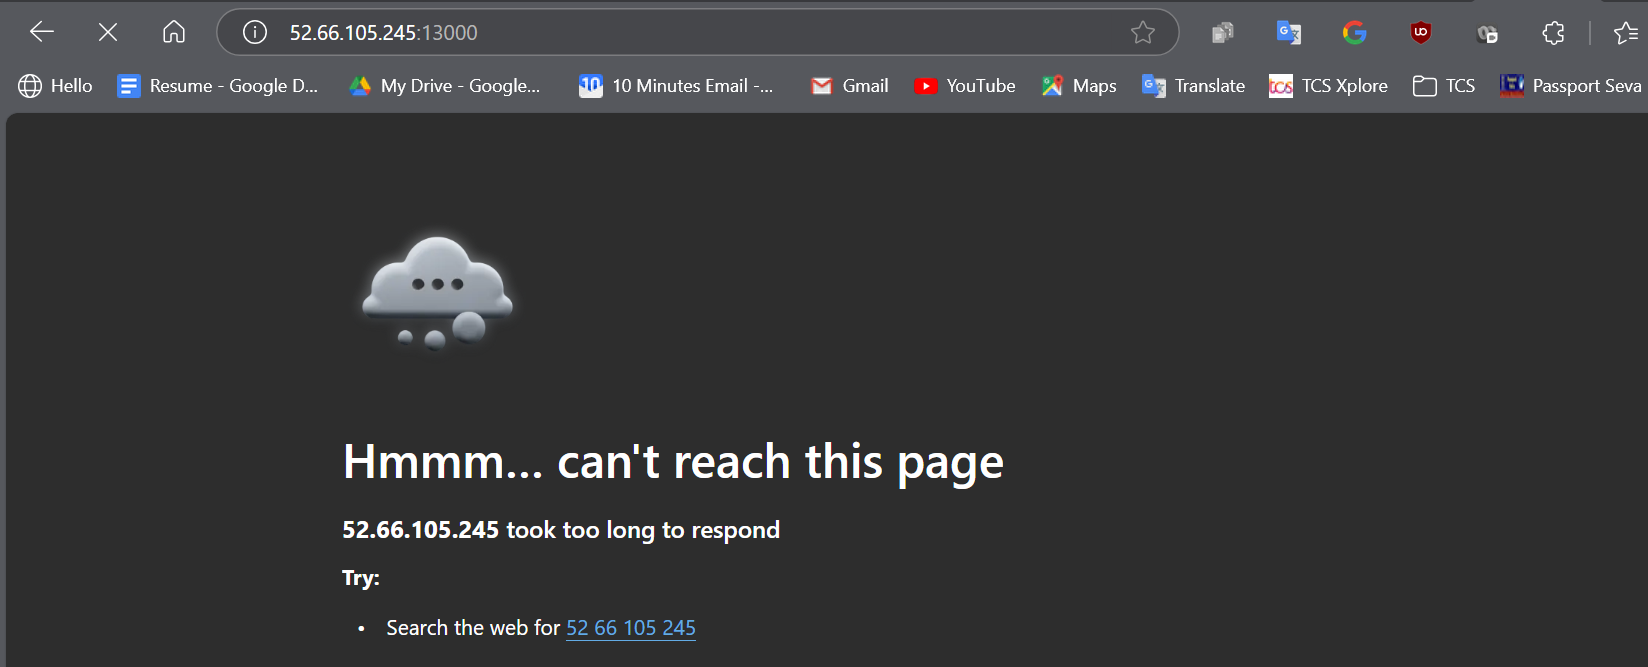 52.66.105.245:13000
Hello Resume - Google D... My Drive - Google... 10 10 Minutes Email -... Gmail YouTube Maps Translate tcs TCS Xplore TCS Passport Seva
Hmmm... can't reach this page
52.66.105.245 took too long to respond
Try:
• Search the web for 52 66 105 245